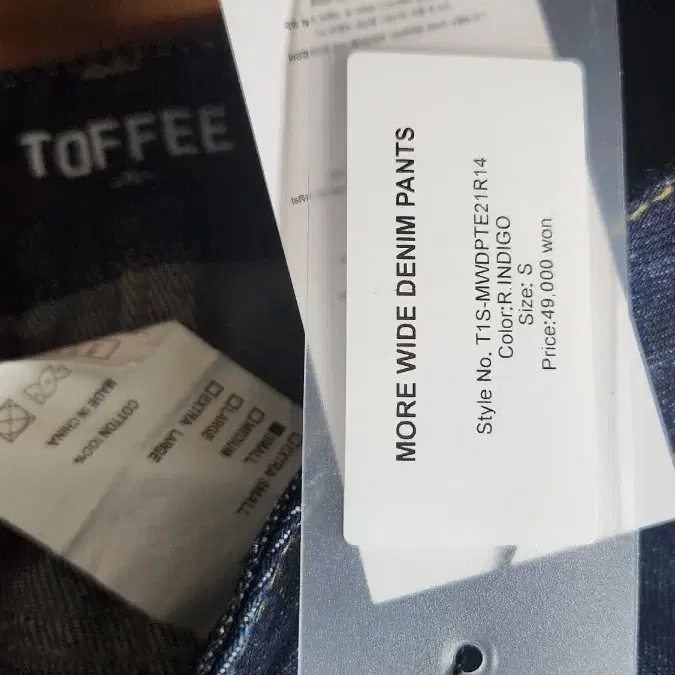 TOFFEE
MORE WIDE DENIM PANTS
Style No. T1S-MWDPTE21R14
Color:R.INDIGO
Size: S
Price:49,000 won
EXTRA SMALL
SMALL
MEDIUM
LARGE
EXTRA LARGE
COTTON 100%
MADE IN CHINA